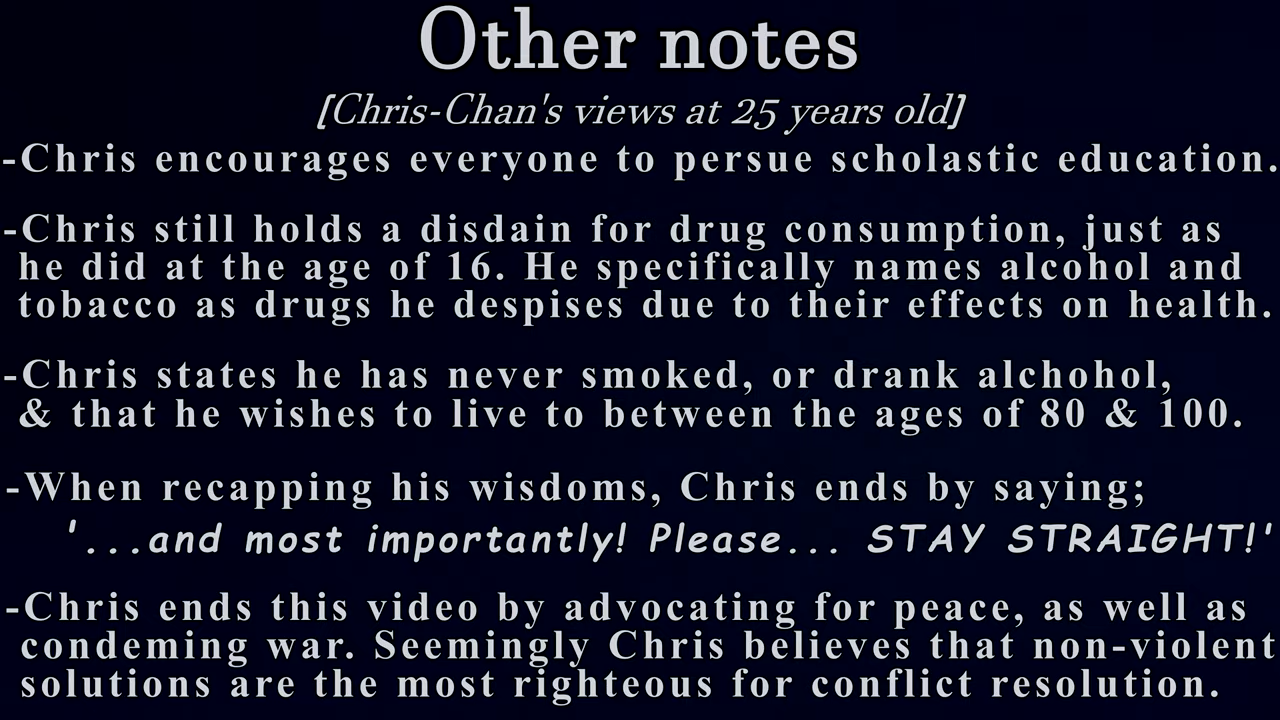 Other notes
[Chris-Chan's views at 25 years old]
-Chris encourages everyone to persue scholastic education.
-Chris still holds a disdain for drug consumption, just as
he did at the age of 16. He specifically names alcohol and
tobacco as drugs he despises due to their effects on health.
-Chris states he has never smoked, or drank alchohol,
& that he wishes to live to between the ages of 80 & 100.
-When recapping his wisdoms, Chris ends by saying;
'...and most importantly! Please... STAY STRAIGHT!'
-Chris ends this video by advocating for peace, as well as
condeming war. Seemingly Chris believes that non-violent
solutions are the most righteous for conflict resolution.